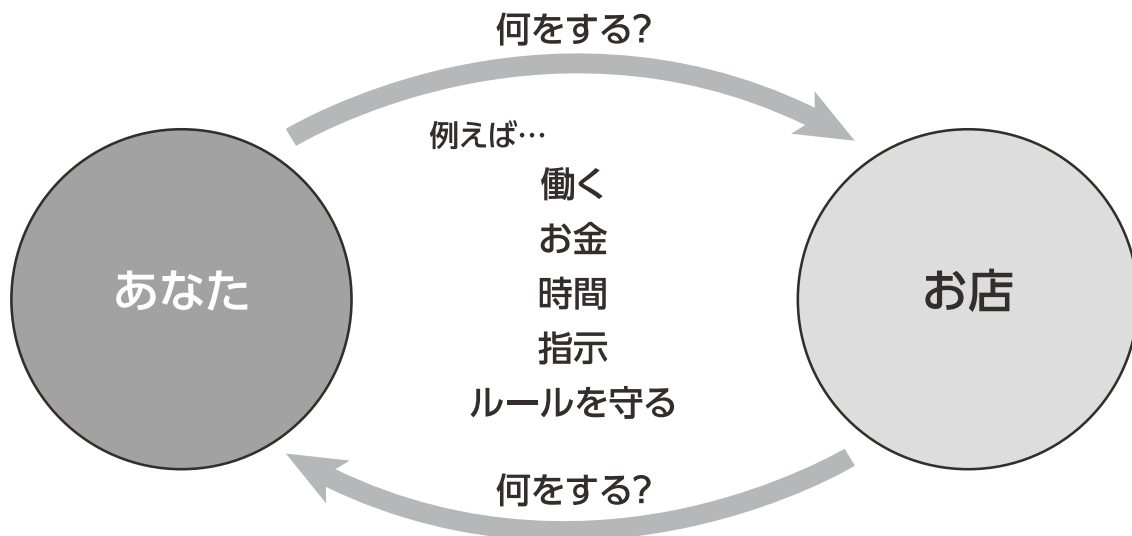 何をする?
例えば…
働く
お金
時間
指示
ルールを守る
あなた
お店
何をする?